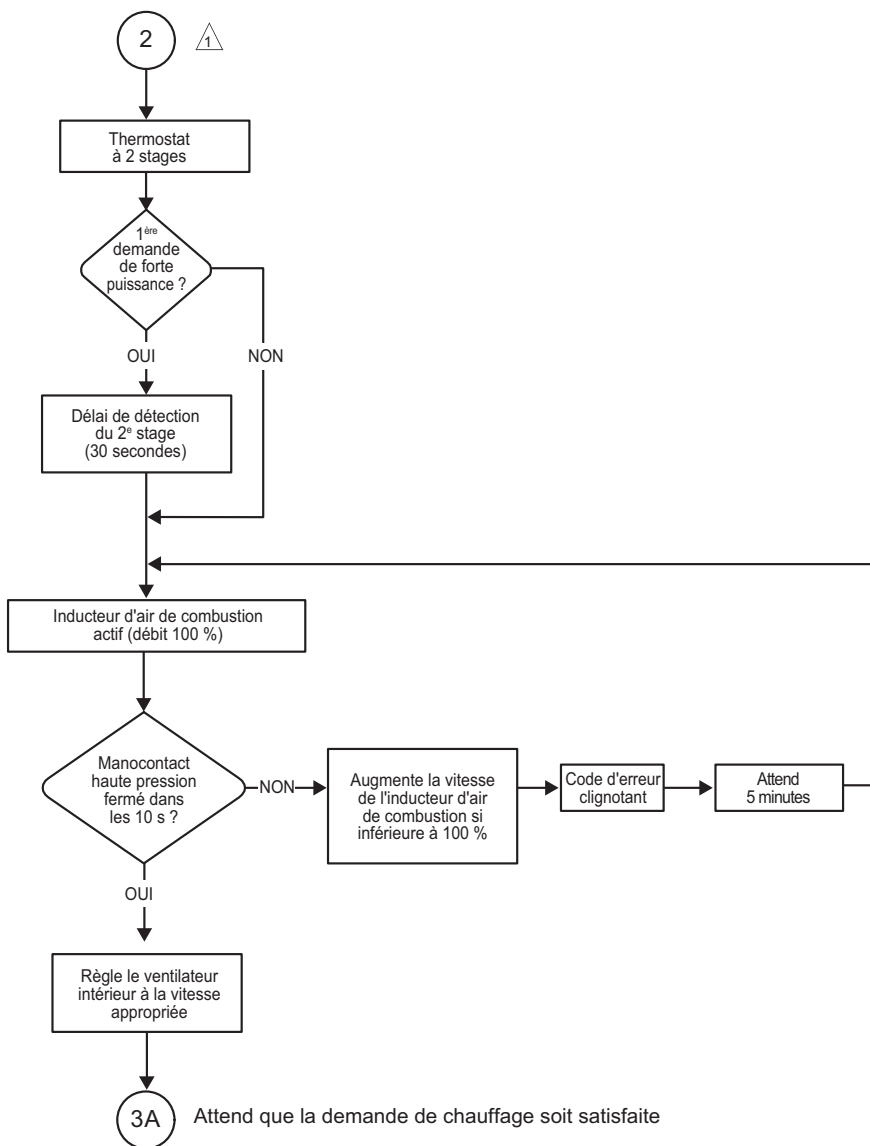 2
1
Thermostat
à 2 stages
1ère
demande
de forte
puissance ?
OUI
NON
Délai de détection
du 2e stage
(30 secondes)
Inducteur d'air de combustion
actif (débit 100 %)
Manocontact
haute pression
fermé dans
les 10 s ?
NON
Augmente la vitesse
de l'inducteur d'air
de combustion si
inférieure à 100 %
Code d'erreur
clignotant
Attend
5 minutes
OUI
Règle le ventilateur
intérieur à la vitesse
appropriée
3A
Attend que la demande de chauffage soit satisfaite